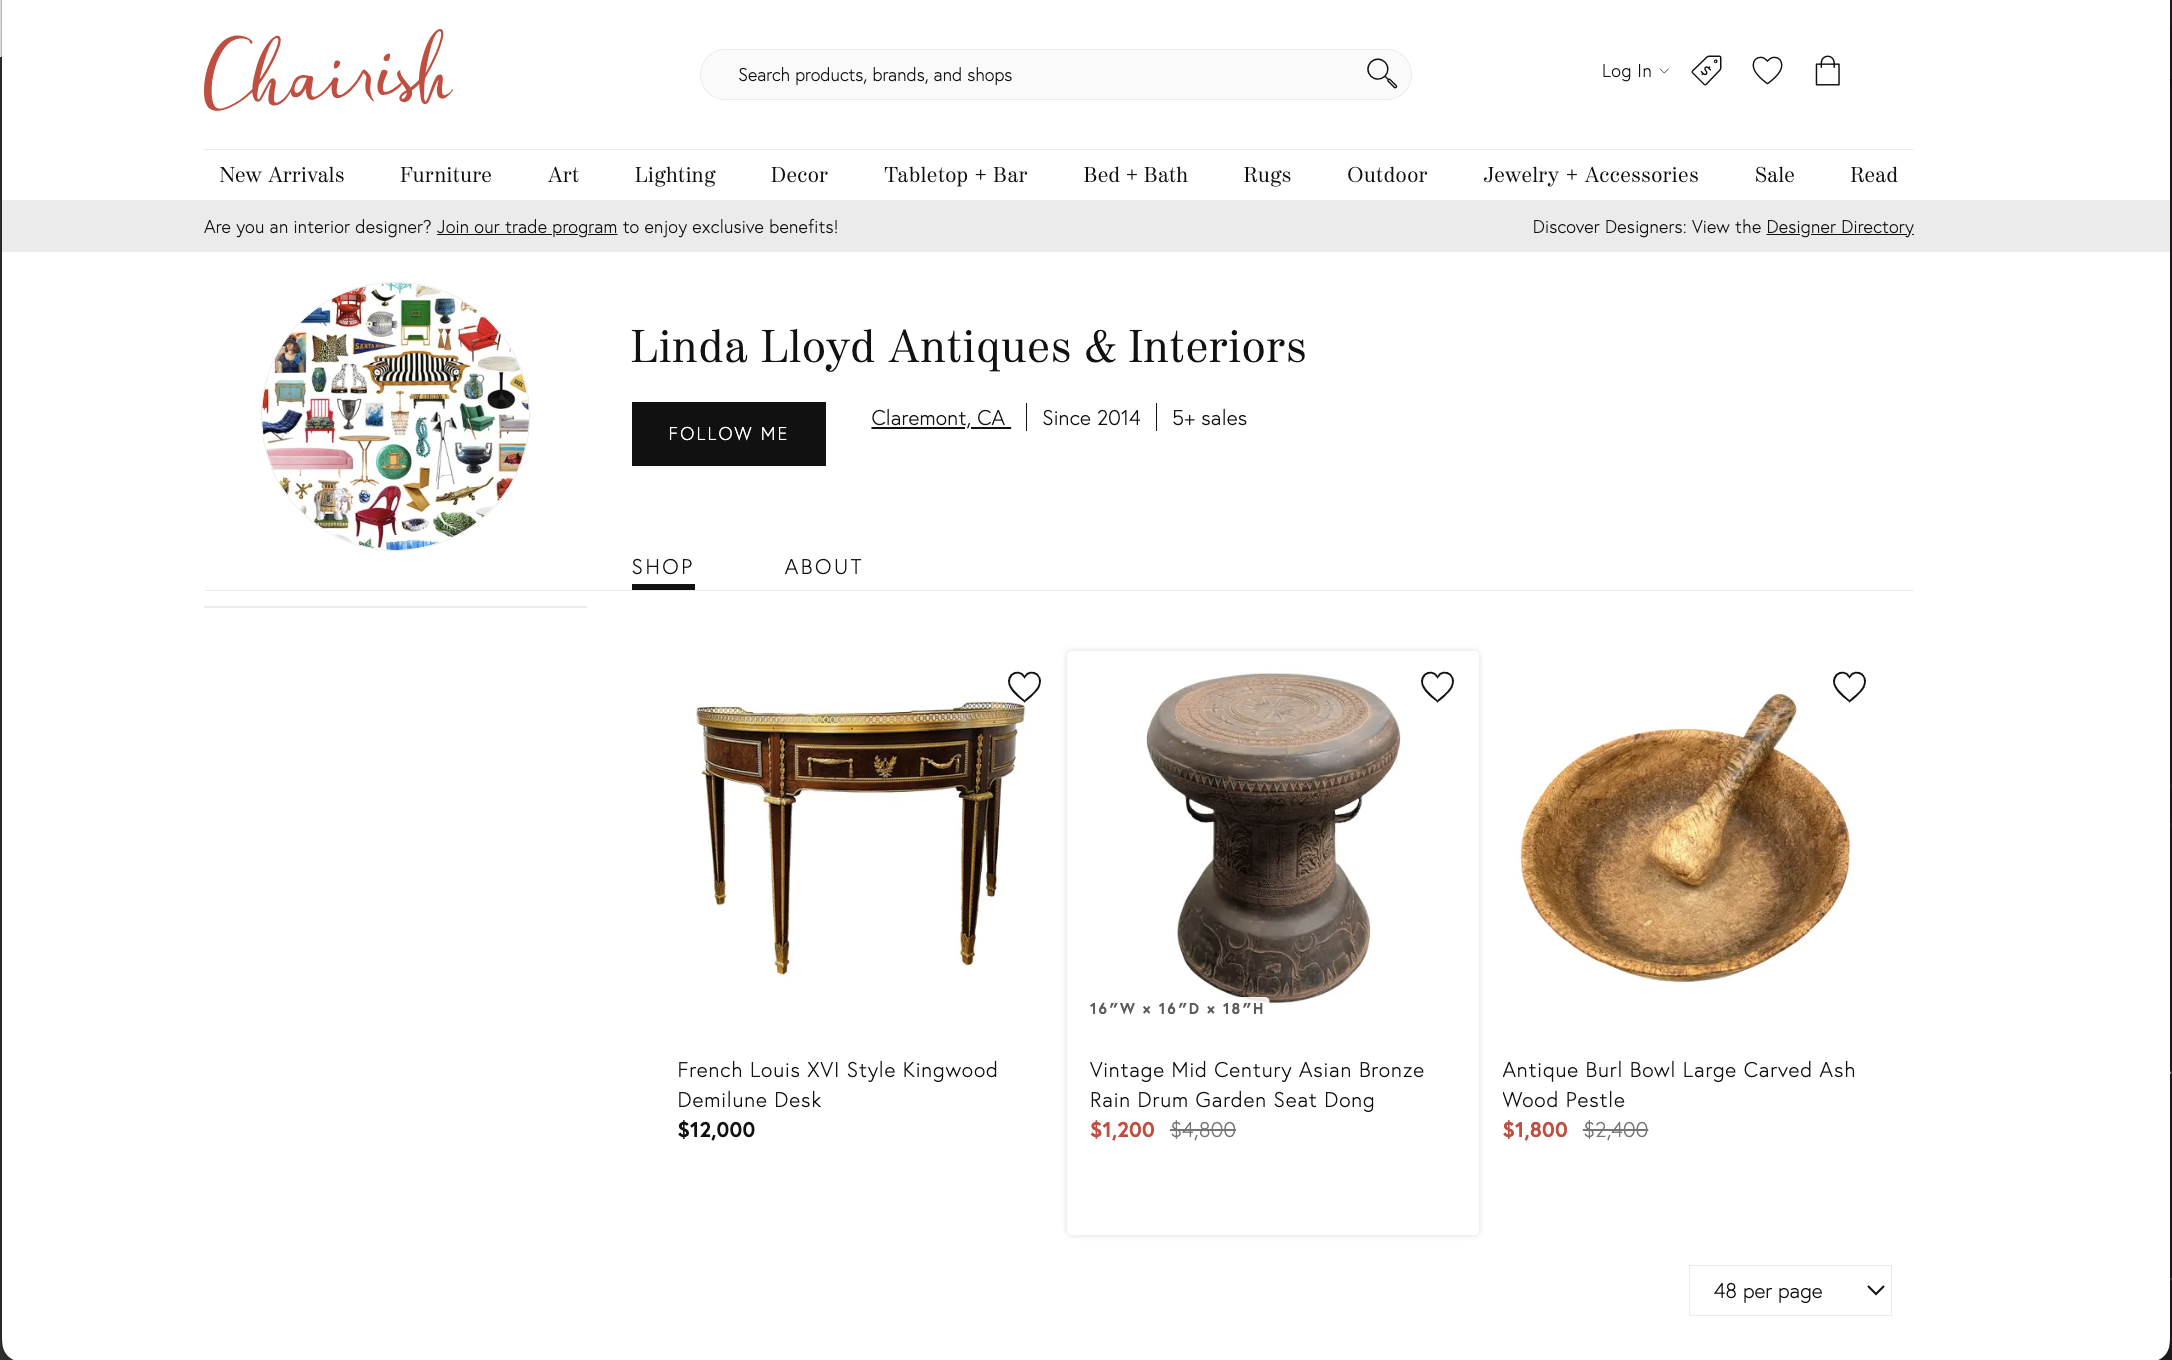 Chairish
Search products, brands, and shops
Log In
New Arrivals Furniture Art Lighting Decor Tabletop + Bar Bed + Bath Rugs Outdoor Jewelry + Accessories Sale Read
Are you an interior designer? Join our trade program to enjoy exclusive benefits!
Discover Designers: View the Designer Directory
Linda Lloyd Antiques & Interiors
FOLLOW ME
Claremont, CA | Since 2014 | 5+ sales
SHOP ABOUT
French Louis XVI Style Kingwood
Demilune Desk
$12,000
16"W × 16"D × 18"H
Vintage Mid Century Asian Bronze
Rain Drum Garden Seat Dong
$1,200 $4,800
Antique Burl Bowl Large Carved Ash
Wood Pestle
$1,800 $2,400
48 per page